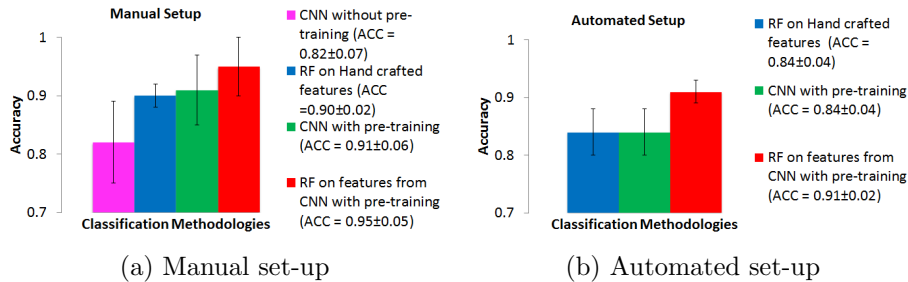 Manual Setup
1
0.9
0.8
0.7
Accuracy
Classification Methodologies
CNN without pre-
training (ACC =
0.82±0.07)
RF on Hand crafted
features (ACC
=0.90±0.02)
CNN with pre-training
(ACC = 0.91±0.06)
RF on features from
CNN with pre-training
(ACC = 0.95±0.05)
(a) Manual set-up
Automated Setup
1
0.9
0.8
0.7
Accuracy
Classification Methodologies
RF on Hand crafted
features (ACC =
0.84±0.04)
CNN with pre-training
(ACC = 0.84±0.04)
RF on features from
CNN with pre-training
(ACC = 0.91±0.02)
(b) Automated set-up